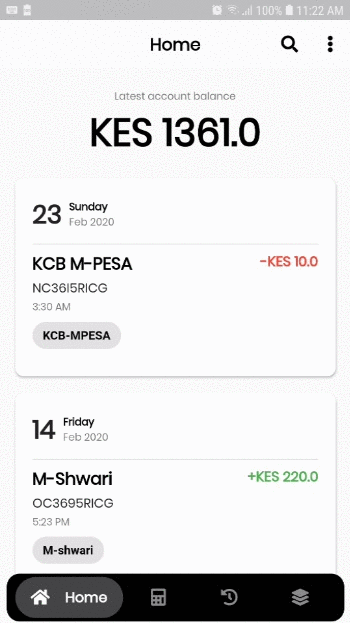 100% 11:22 AM
Home
Latest account balance
KES 1361.0
23 Sunday
Feb 2020
KCB M-PESA -KES 10.0
NC36I5RICG
3:30 AM
KCB-MPESA
14 Friday
Feb 2020
M-Shwari +KES 220.0
OC3695RICG
5:23 PM
M-shwari
Home